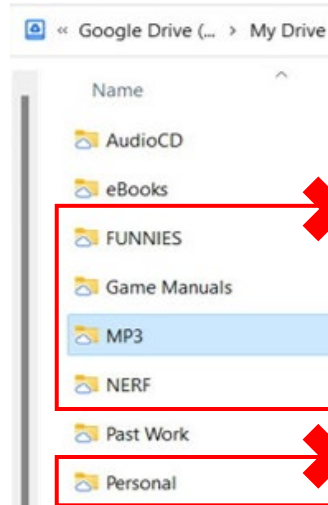 « Google Drive (... > My Drive
Name
AudioCD
eBooks
FUNNIES
Game Manuals
MP3
NERF
Past Work
Personal